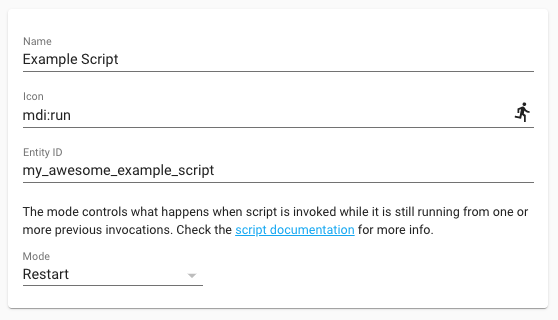 Name
Example Script
Icon
mdi:run
Entity ID
my_awesome_example_script
The mode controls what happens when script is invoked while it is still running from one or
more previous invocations. Check the script documentation for more info.
Mode
Restart